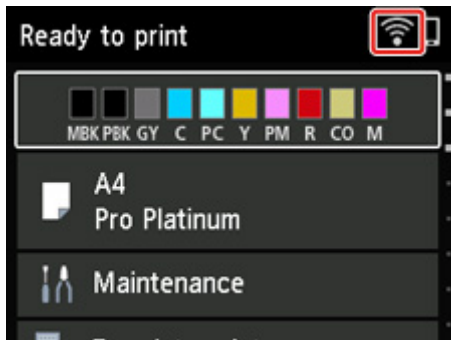 Ready to print
MBK PBK GY C PC Y PM R CO M
A4
Pro Platinum
Maintenance